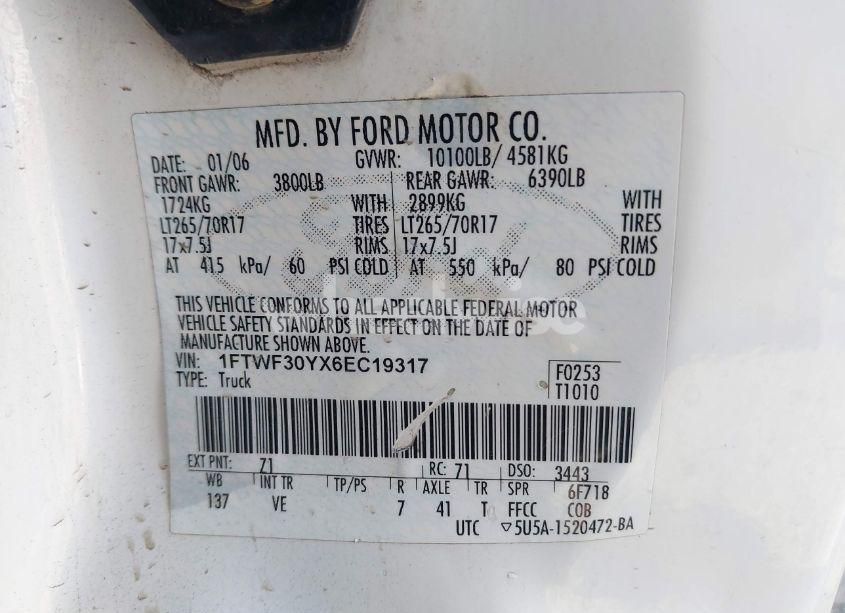 MFD. BY FORD MOTOR CO.
DATE: 01/06 GVWR: 10100LB/ 4581KG
FRONT GAWR: 3800LB REAR GAWR: 6390LB
1724KG WITH 2899KG WITH
LT265/70R17 TIRES LT265/70R17 TIRES
17x7.5J RIMS 17x7.5J RIMS
AT 415 kPa/ 60 PSI COLD AT 550 kPa/ 80 PSI COLD
THIS VEHICLE CONFORMS TO ALL APPLICABLE FEDERAL MOTOR
VEHICLE SAFETY STANDARDS IN EFFECT ON THE DATE OF
MANUFACTURE SHOWN ABOVE.
VIN: 1FTWF30YX6EC19317 F0253
TYPE: Truck T1010
EXT PNT: Z1 RC: 71 DSO: 3443
WB INT TR TP/PS R AXLE TR SPR 6F718
137 VE 7 41 T FFCC COB
UTC ▽5U5A-1520472-BA